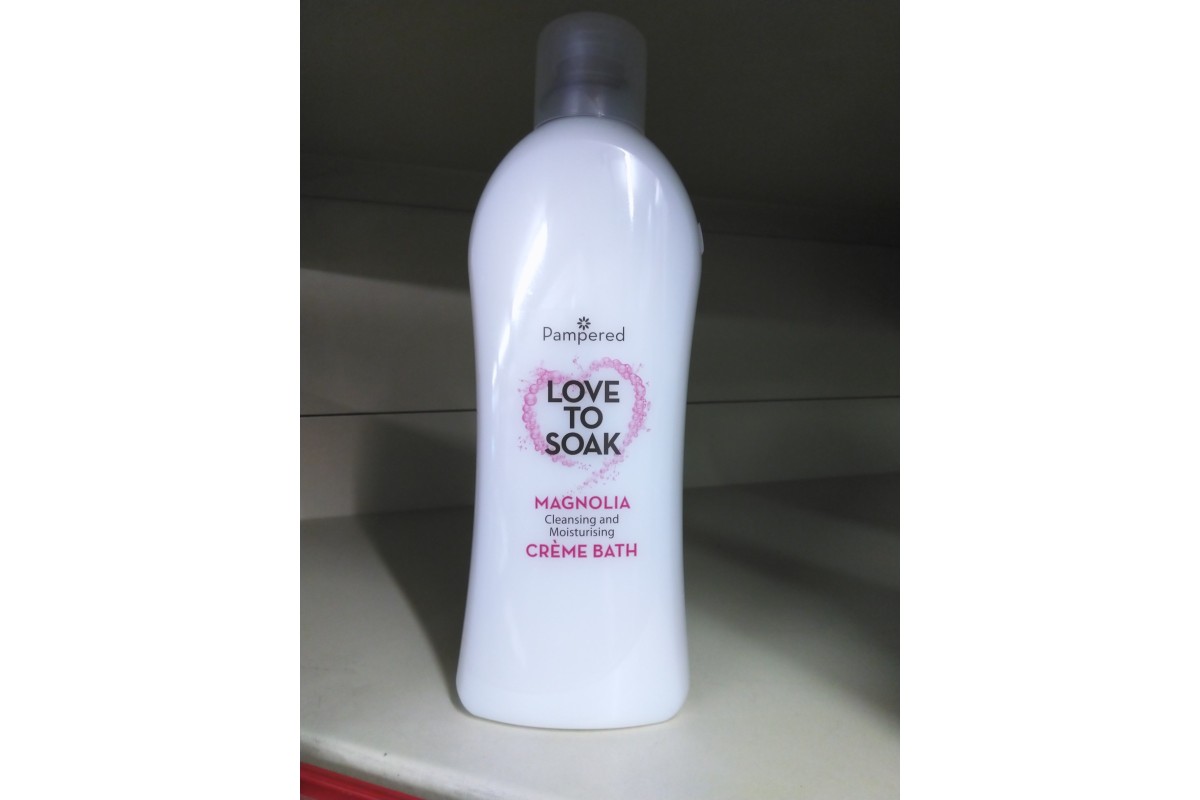 Pampered
LOVE
TO
SOAK
MAGNOLIA
Cleansing and
Moisturising
CRÈME BATH